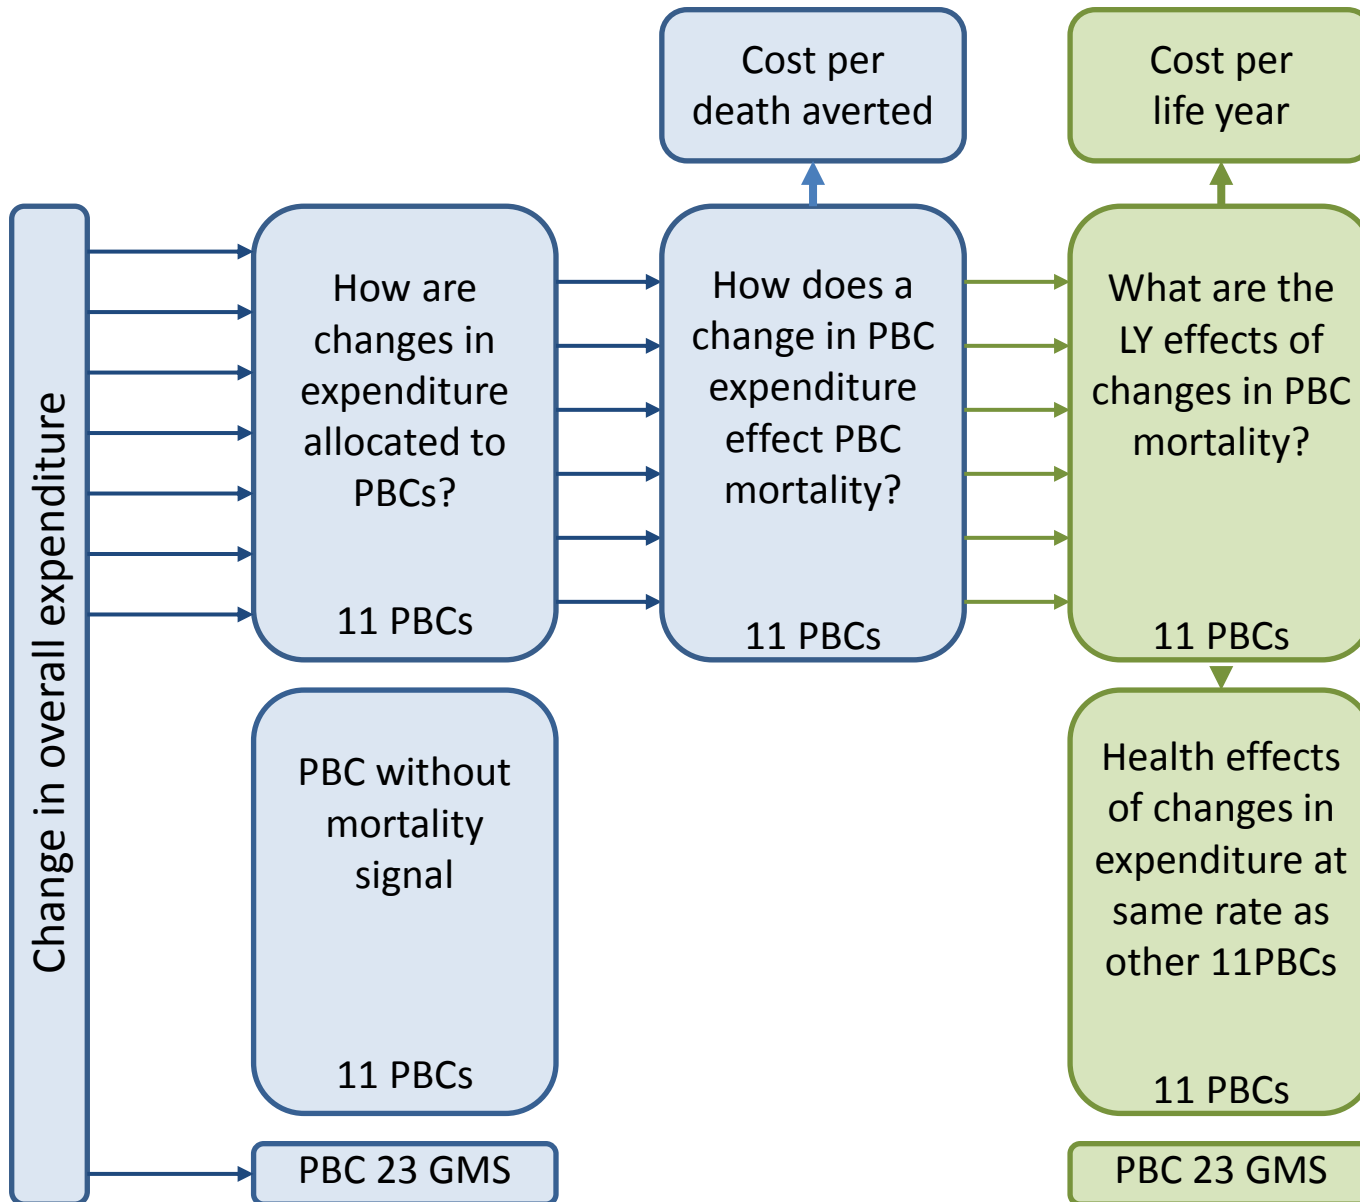 Cost per
death averted
Cost per
life year
Change in overall expenditure
How are
changes in
expenditure
allocated to
PBCs?
11 PBCs
How does a
change in PBC
expenditure
effect PBC
mortality?
11 PBCs
What are the
LY effects of
changes in PBC
mortality?
11 PBCs
PBC without
mortality
signal
11 PBCs
Health effects
of changes in
expenditure at
same rate as
other 11PBCs
11 PBCs
PBC 23 GMS
PBC 23 GMS